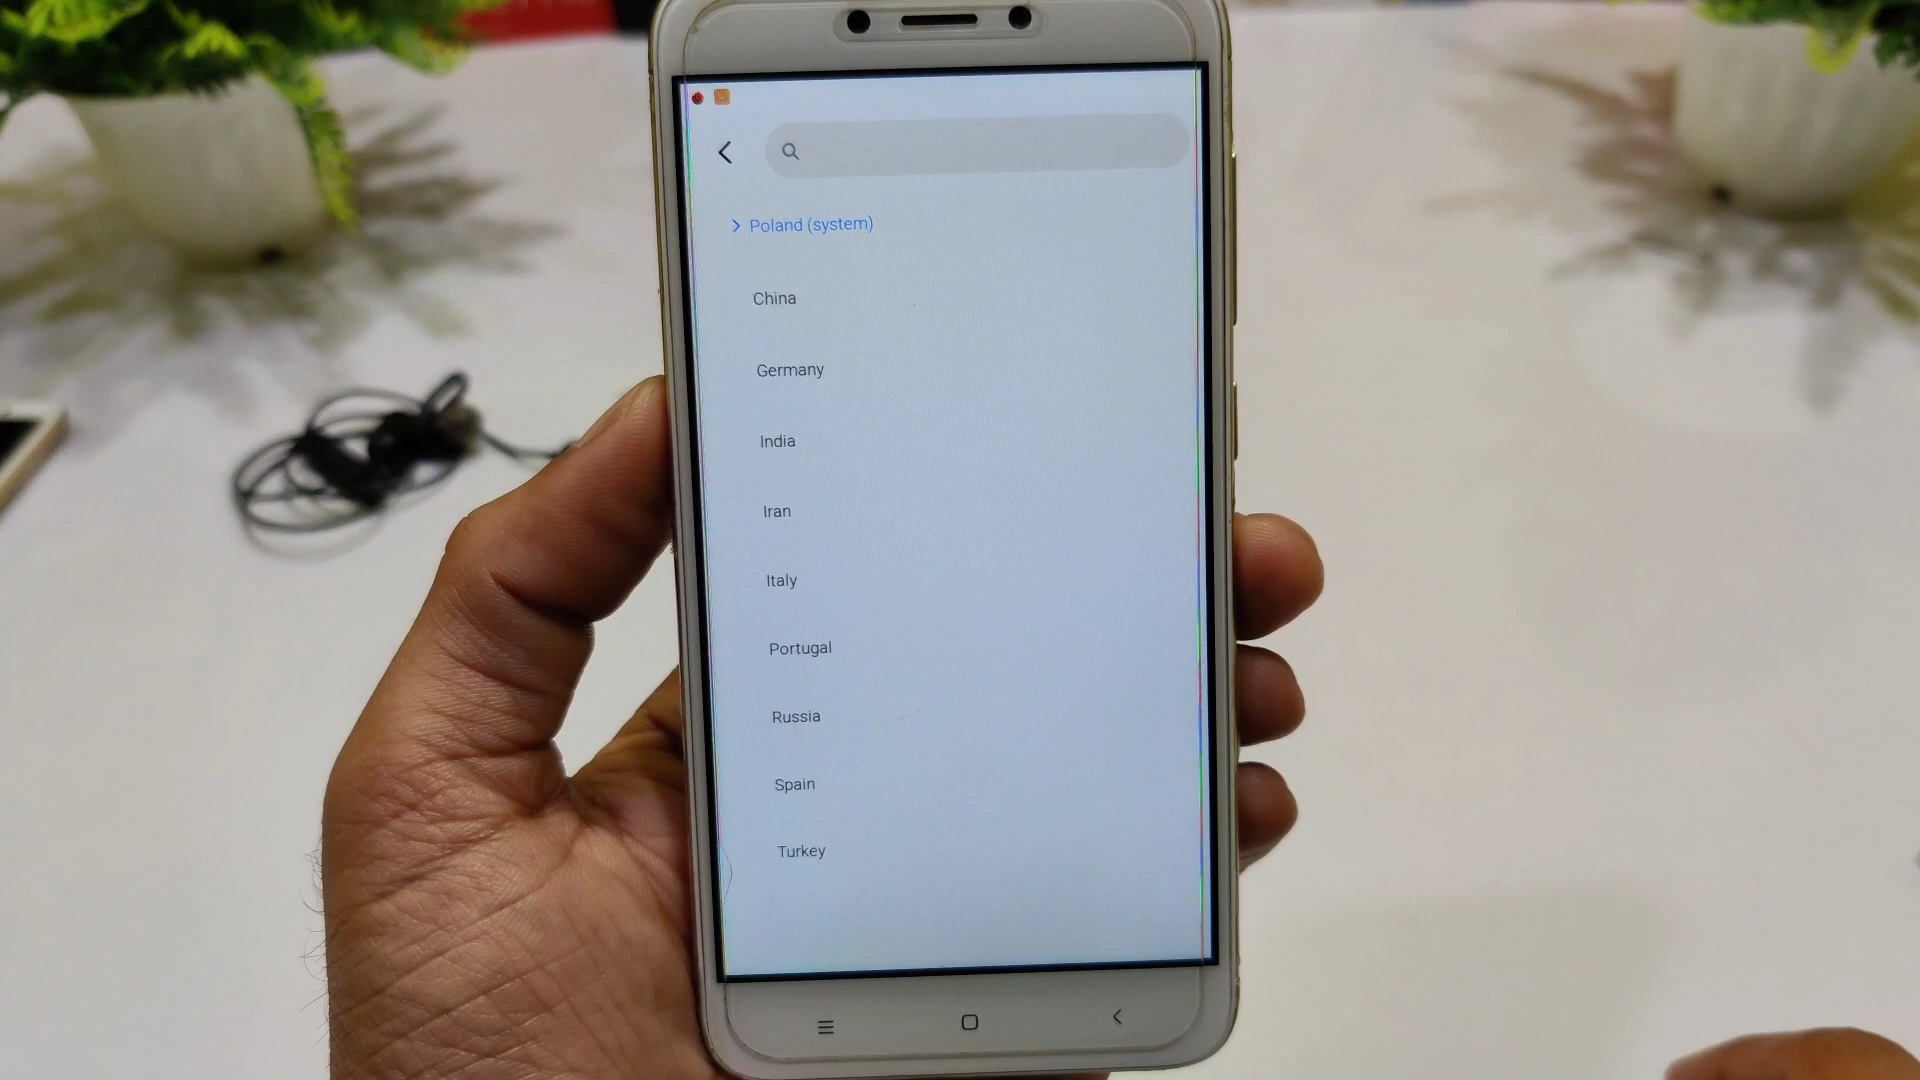 Poland (system)
China
Germany
India
Iran
Italy
Portugal
Russia
Spain
Turkey